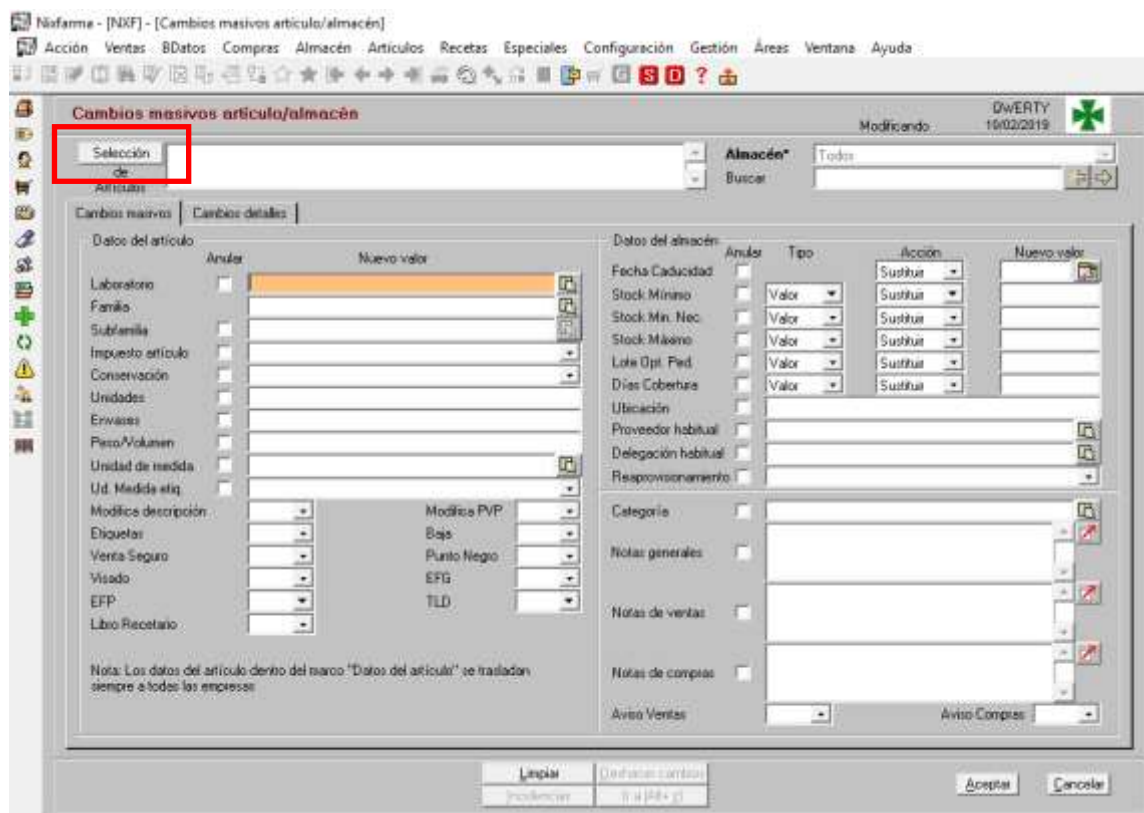 Nixfarma - [NXF] - [Cambios masivos artículo/almacén]
Acción Ventas BDatos Compras Almacén Artículos Recetas Especiales Configuración Gestión Áreas Ventana Ayuda
S D ?
Cambios masivos artículo/almacén
Modificando
QWERTY
19/02/2019
Selección
de
Artículos
Almacén* Todos
Buscar
Cambios masivos Cambios detalles
Datos del artículo
Anular Nuevo valor
Laboratorio
Familia
Subfamilia
Impuesto artículo
Conservación
Unidades
Envases
Peso/Volumen
Unidad de medida
Ud. Medida etiq.
Modifica descripción Modifica PVP
Etiquetas Baja
Venta Seguro Punto Negro
Visado EFG
EFP TLD
Libro Recetario
Nota: Los datos del artículo dentro del marco "Datos del artículo" se trasladan
siempre a todas las empresas
Datos del almacén
Anular Tipo Acción Nuevo valor
Fecha Caducidad Sustituir
Stock Mínimo Valor Sustituir
Stock Min. Nec. Valor Sustituir
Stock Máximo Valor Sustituir
Lote Opt. Ped. Valor Sustituir
Días Cobertura Valor Sustituir
Ubicación
Proveedor habitual
Delegación habitual
Reaprovisionamiento
Categoría
Notas generales
Notas de ventas
Notas de compras
Aviso Ventas Aviso Compras
Limpiar Deshacer cambios
Incidencias Ir a (Alt+ z)
Aceptar Cancelar